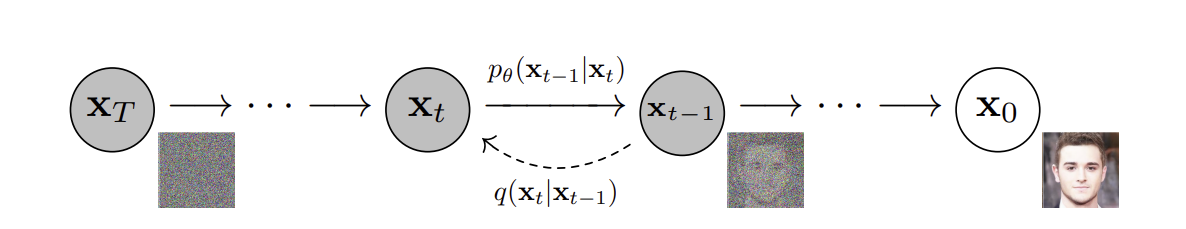 p_θ(x_{t−1}|x_t)
x_T ⟶ ⋯ ⟶ x_t ⟶ x_{t−1} ⟶ ⋯ ⟶ x_0
q(x_t|x_{t−1})